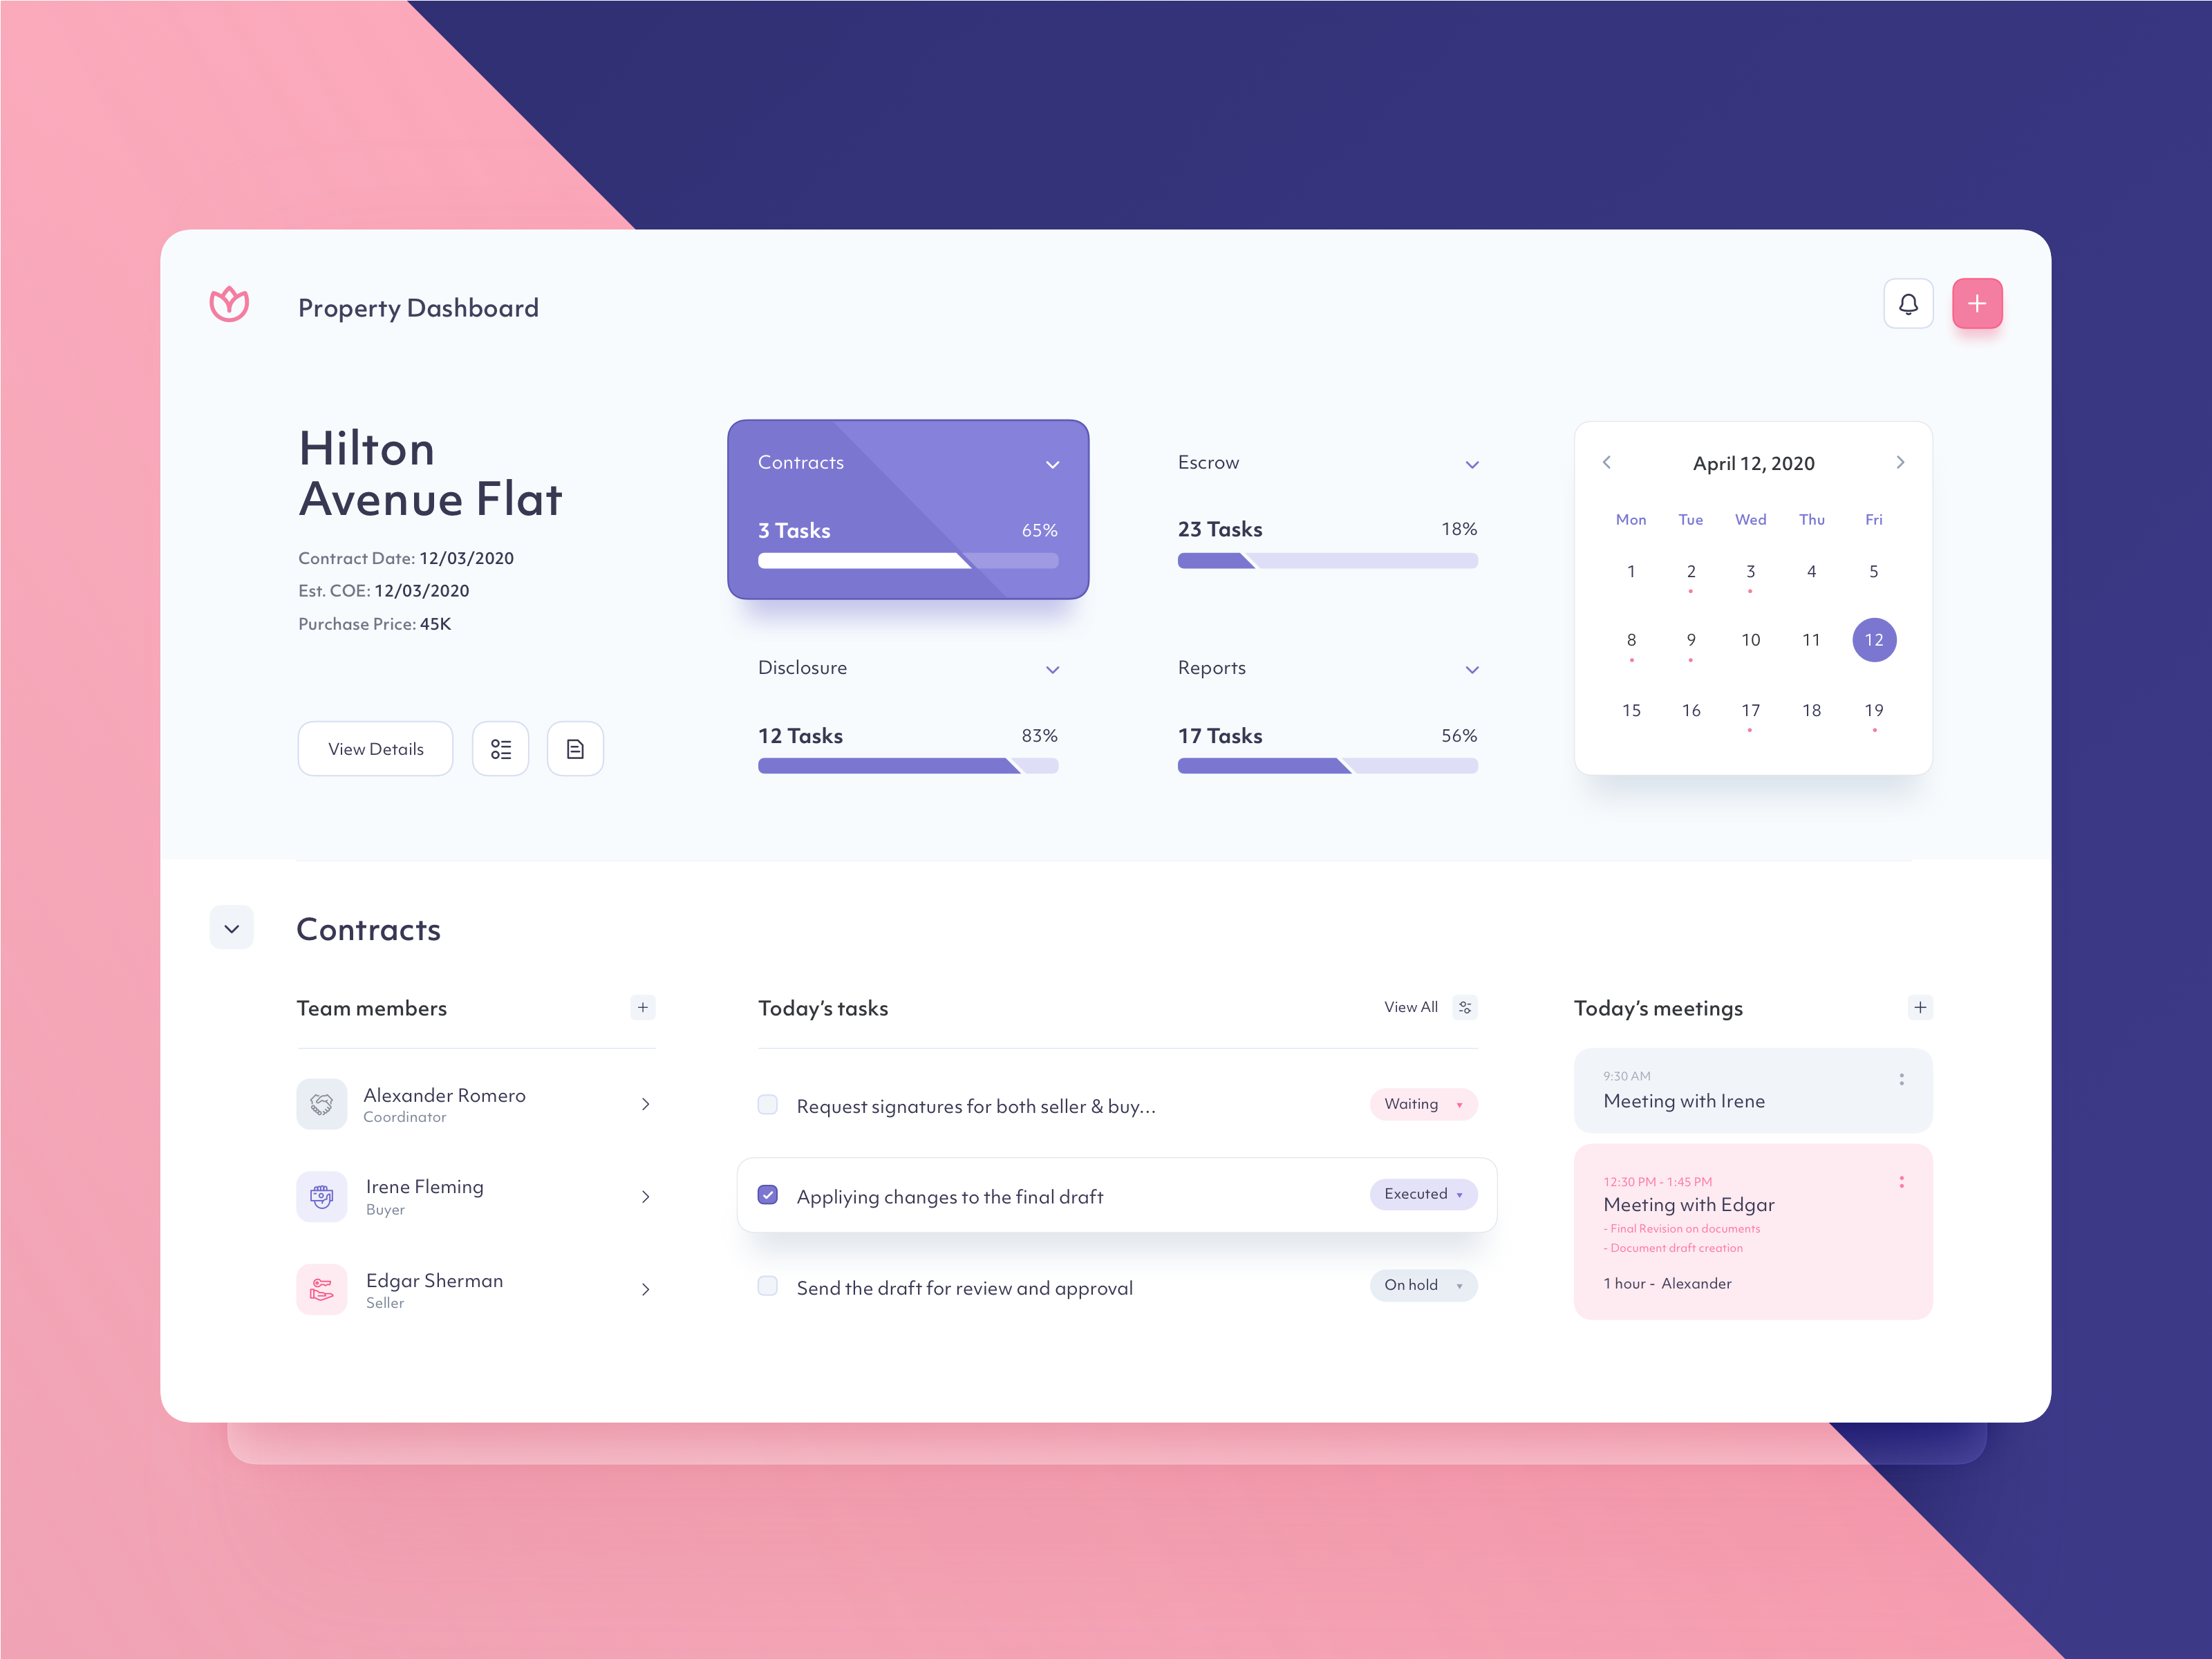 Property Dashboard
Hilton
Avenue Flat
Contract Date: 12/03/2020
Est. COE: 12/03/2020
Purchase Price: 45K
View Details
Contracts
3 Tasks 65%
Escrow
23 Tasks 18%
Disclosure
12 Tasks 83%
Reports
17 Tasks 56%
April 12, 2020
Mon Tue Wed Thu Fri
1 2 3 4 5
8 9 10 11 12
15 16 17 18 19
Contracts
Team members
Alexander Romero
Coordinator
Irene Fleming
Buyer
Edgar Sherman
Seller
Today's tasks View All
Request signatures for both seller & buy... Waiting
Appliying changes to the final draft Executed
Send the draft for review and approval On hold
Today's meetings
9:30 AM
Meeting with Irene
12:30 PM - 1:45 PM
Meeting with Edgar
- Final Revision on documents
- Document draft creation
1 hour - Alexander